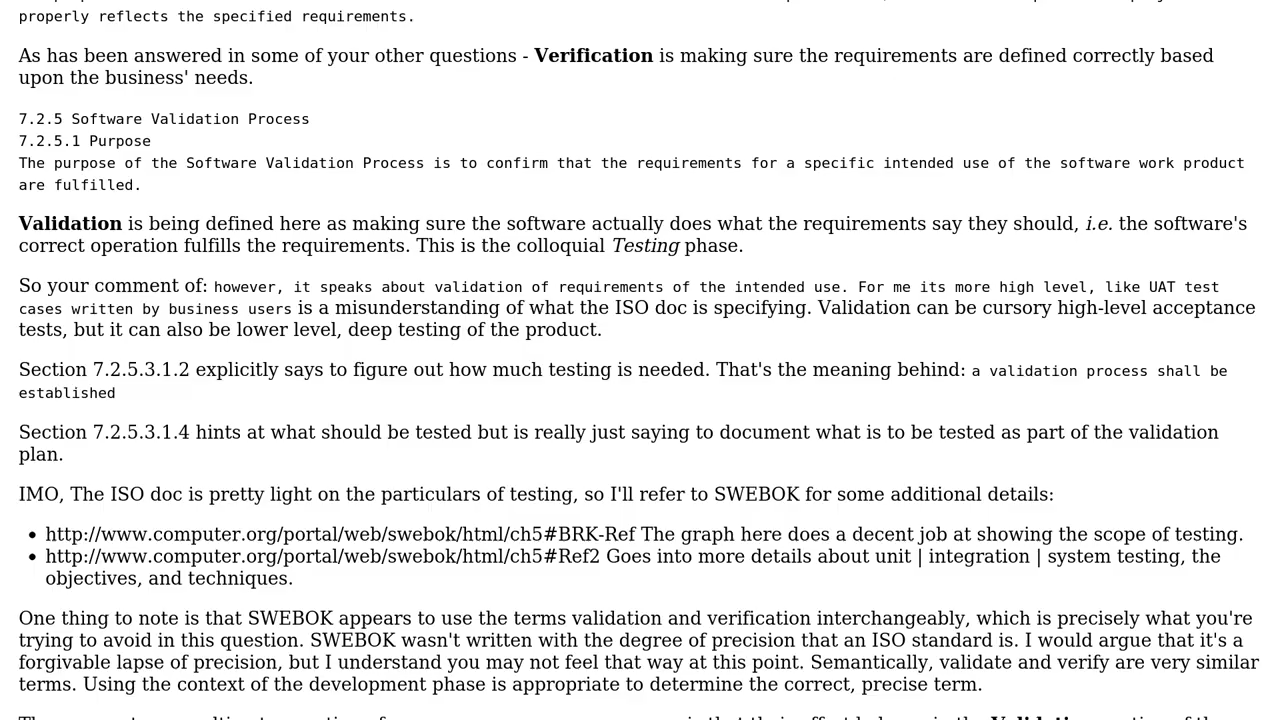 properly reflects the specified requirements.
As has been answered in some of your other questions - Verification is making sure the requirements are defined correctly based
upon the business' needs.
7.2.5 Software Validation Process
7.2.5.1 Purpose
The purpose of the Software Validation Process is to confirm that the requirements for a specific intended use of the software work product
are fulfilled.
Validation is being defined here as making sure the software actually does what the requirements say they should, i.e. the software's
correct operation fulfills the requirements. This is the colloquial Testing phase.
So your comment of: however, it speaks about validation of requirements of the intended use. For me its more high level, like UAT test
cases written by business users is a misunderstanding of what the ISO doc is specifying. Validation can be cursory high-level acceptance
tests, but it can also be lower level, deep testing of the product.
Section 7.2.5.3.1.2 explicitly says to figure out how much testing is needed. That's the meaning behind: a validation process shall be
established
Section 7.2.5.3.1.4 hints at what should be tested but is really just saying to document what is to be tested as part of the validation
plan.
IMO, The ISO doc is pretty light on the particulars of testing, so I'll refer to SWEBOK for some additional details:
• http://www.computer.org/portal/web/swebok/html/ch5#BRK-Ref The graph here does a decent job at showing the scope of testing.
• http://www.computer.org/portal/web/swebok/html/ch5#Ref2 Goes into more details about unit | integration | system testing, the
objectives, and techniques.
One thing to note is that SWEBOK appears to use the terms validation and verification interchangeably, which is precisely what you're
trying to avoid in this question. SWEBOK wasn't written with the degree of precision that an ISO standard is. I would argue that it's a
forgivable lapse of precision, but I understand you may not feel that way at this point. Semantically, validate and verify are very similar
terms. Using the context of the development phase is appropriate to determine the correct, precise term.